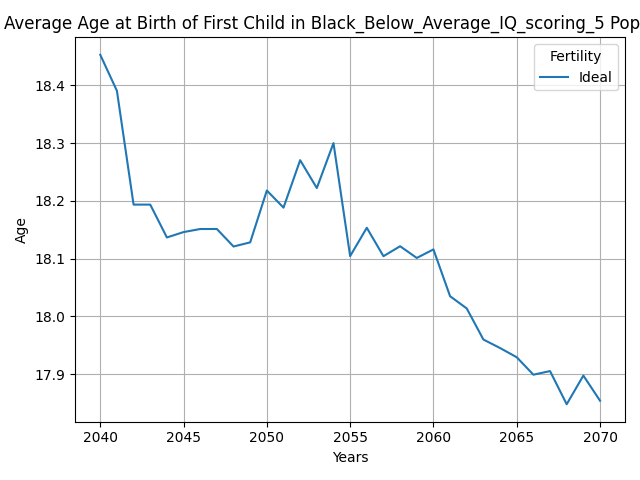 Average Age at Birth of First Child in Black_Below_Average_IQ_scoring_5 Pop
Fertility
Ideal
18.4
18.3
18.2
18.1
18.0
17.9
Age
2040 2045 2050 2055 2060 2065 2070
Years